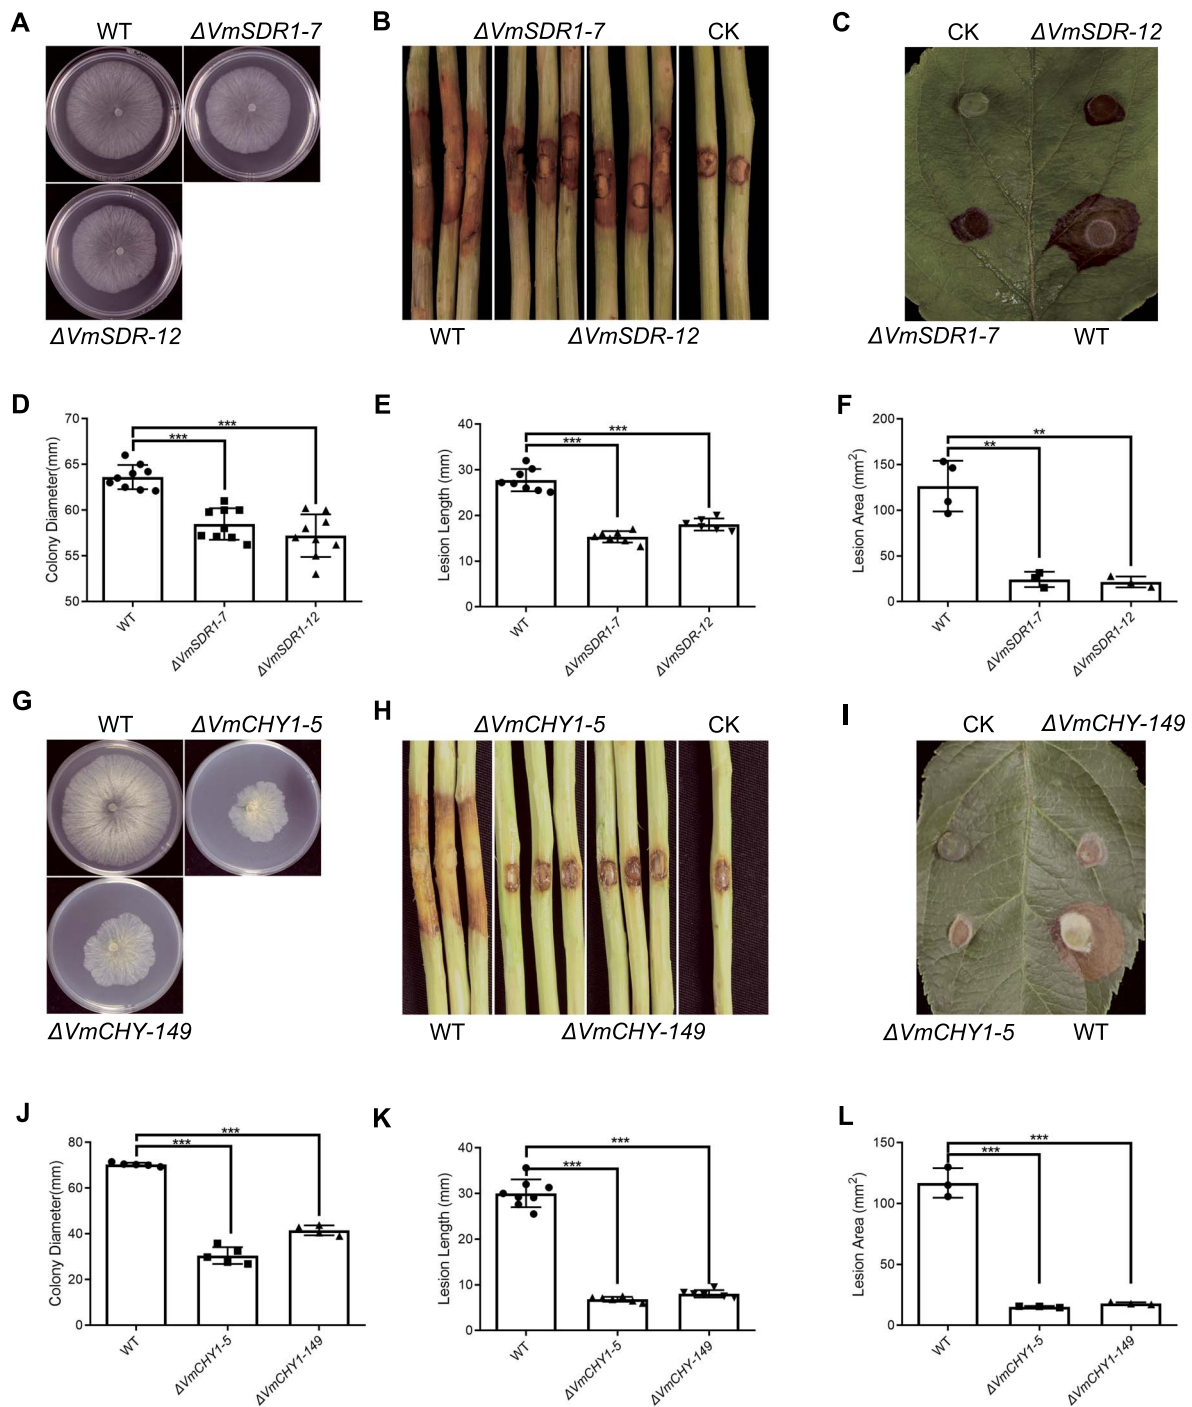 A
WT
ΔVmSDR1-7
ΔVmSDR-12
B
ΔVmSDR1-7
CK
WT
ΔVmSDR-12
C
CK
ΔVmSDR-12
ΔVmSDR1-7
WT
D
Colony Diameter(mm)
70
65
60
55
50
***
***
WT
ΔVmSDR1-7
ΔVmSDR1-12
E
Lesion Length (mm)
40
30
20
10
0
***
***
WT
ΔVmSDR1-7
ΔVmSDR-12
F
Lesion Area (mm²)
200
150
100
50
0
**
**
WT
ΔVmSDR1-7
ΔVmSDR1-12
G
WT
ΔVmCHY1-5
ΔVmCHY-149
H
ΔVmCHY1-5
CK
WT
ΔVmCHY-149
I
CK
ΔVmCHY-149
ΔVmCHY1-5
WT
J
Colony Diameter(mm)
80
60
40
20
0
***
***
WT
ΔVmCHY1-5
ΔVmCHY1-149
K
Lesion Length (mm)
40
30
20
10
0
***
***
WT
ΔVmCHY1-5
ΔVmCHY-149
L
Lesion Area (mm²)
150
100
50
0
***
***
WT
ΔVmCHY1-5
ΔVmCHY1-149